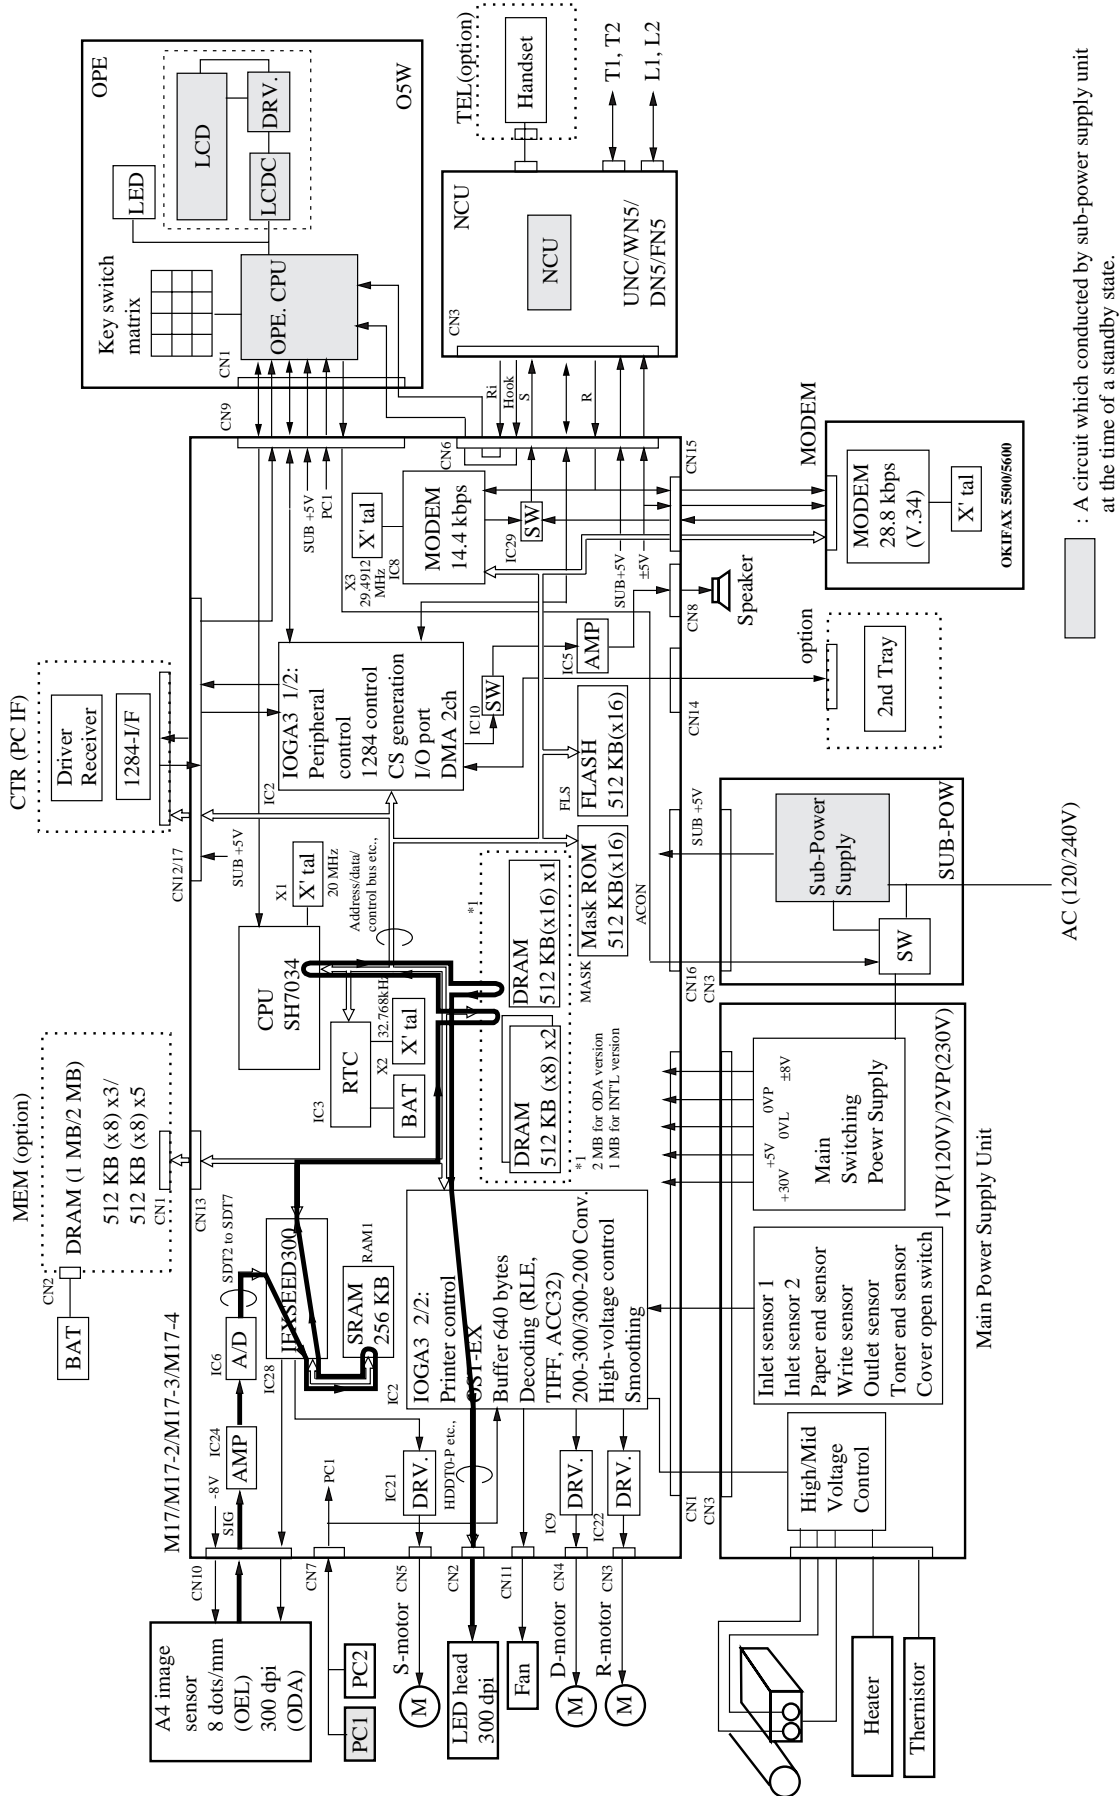 MEM (option)
DRAM (1 MB/2 MB)
512 KB (x8) x3/
512 KB (x8) x5
CN2
BAT
CN1
CN13
CTR (PC IF)
Driver
Receiver
1284-I/F
CN12/17
SUB +5V
OPE
Key switch
matrix
LED
LCD
DRV.
LCDC
OPE. CPU
O5W
CN1
CN9
TEL(option)
Handset
T1, T2
L1, L2
NCU
NCU
UNC/WN5/
DN5/FN5
CN3
Ri
Hook
S
R
CN6
SUB +5V
PC1
M17/M17-2/M17-3/M17-4
A4 image
sensor
8 dots/mm
(OEL)
300 dpi
(ODA)
CN10
-8V
SIG
IC24
AMP
IC6
A/D
SDT2 to SDT7
IC28
IFXSEED300
SRAM
256 KB
RAM1
PC1
PC2
CN7
PC1
S-motor
M
CN5
IC21
DRV.
LED head
300 dpi
CN2
HDDT0-P etc.,
Fan
CN11
D-motor
M
CN4
IC9
DRV.
R-motor
M
CN3
IC22
DRV.
IC2
IOGA3 2/2:
Printer control
OST-EX
Buffer 640 bytes
Decoding (RLE,
TIFF, ACC32)
200-300/300-200 Conv.
High-voltage control
Smoothing
CPU
SH7034
X1
X' tal
20 MHz
IC3
RTC
X2
32.768kHz
X' tal
BAT
Address/data/
control bus etc.,
*1
DRAM
512 KB (x8) x2
DRAM
512 KB(x16) x1
*1
2 MB for ODA version
1 MB for INT'L version
MASK
Mask ROM
512 KB(x16)
FLS
FLASH
512 KB(x16)
IC2
IOGA3 1/2:
Peripheral
control
1284 control
CS generation
I/O port
DMA 2ch
IC10
SW
IC5
AMP
X3
29.4912
MHz
X' tal
IC8
MODEM
14.4 kbps
IC29
SW
SUB+5V
±5V
CN15
CN8
Speaker
CN14
option
2nd Tray
MODEM
MODEM
28.8 kbps
(V.34)
X' tal
OKIFAX 5500/5600
ACON
SUB +5V
CN16
CN3
Sub-Power
Supply
SW
SUB-POW
AC (120/240V)
CN1
CN3
High/Mid
Voltage
Control
Inlet sensor 1
Inlet sensor 2
Paper end sensor
Write sensor
Outlet sensor
Toner end sensor
Cover open switch
+30V
+5V
0VL
0VP
±8V
Main
Switching
Poewr Supply
1VP(120V)/2VP(230V)
Main Power Supply Unit
Heater
Thernistor
: A circuit which conducted by sub-power supply unit
at the time of a standby state.